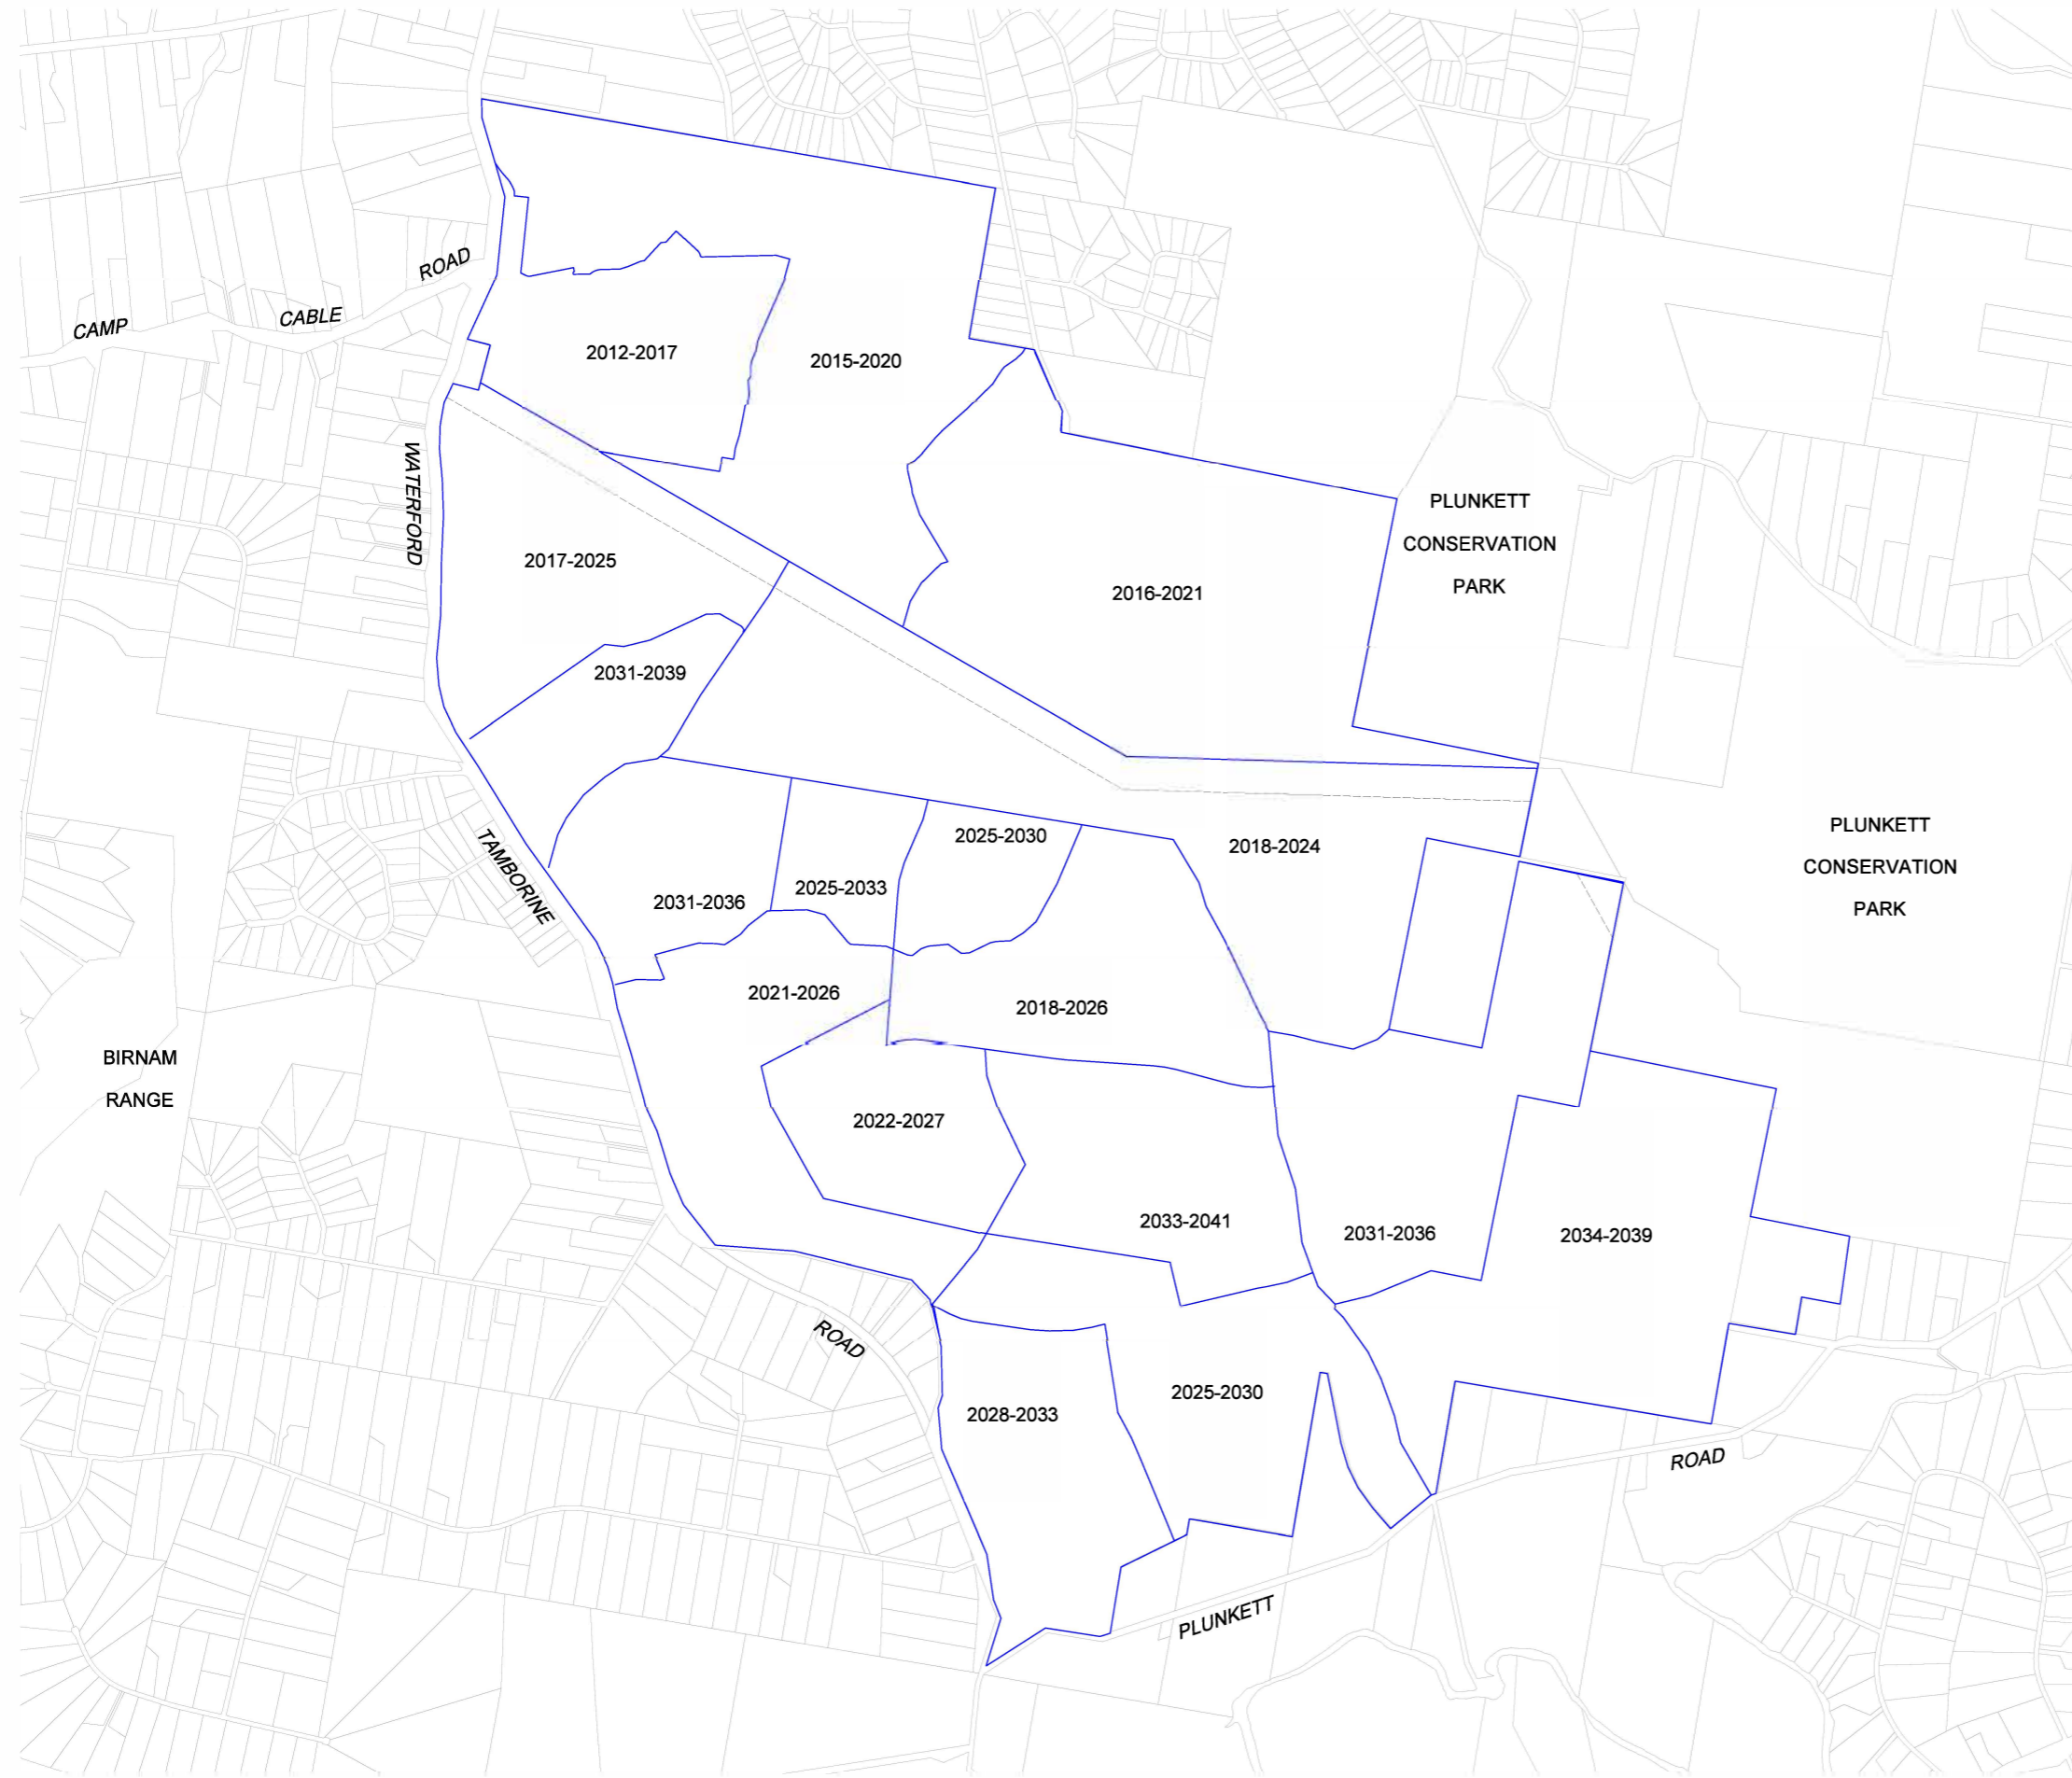 ROAD
CABLE
CAMP
2012-2017
2015-2020
WATERFORD
PLUNKETT
CONSERVATION
PARK
2017-2025
2016-2021
2031-2039
PLUNKETT
CONSERVATION
PARK
2025-2030
2018-2024
TAMBORINE
2025-2033
2031-2036
2021-2026
2018-2026
BIRNAM
RANGE
2022-2027
2033-2041
2031-2036
2034-2039
ROAD
2025-2030
2028-2033
ROAD
PLUNKETT